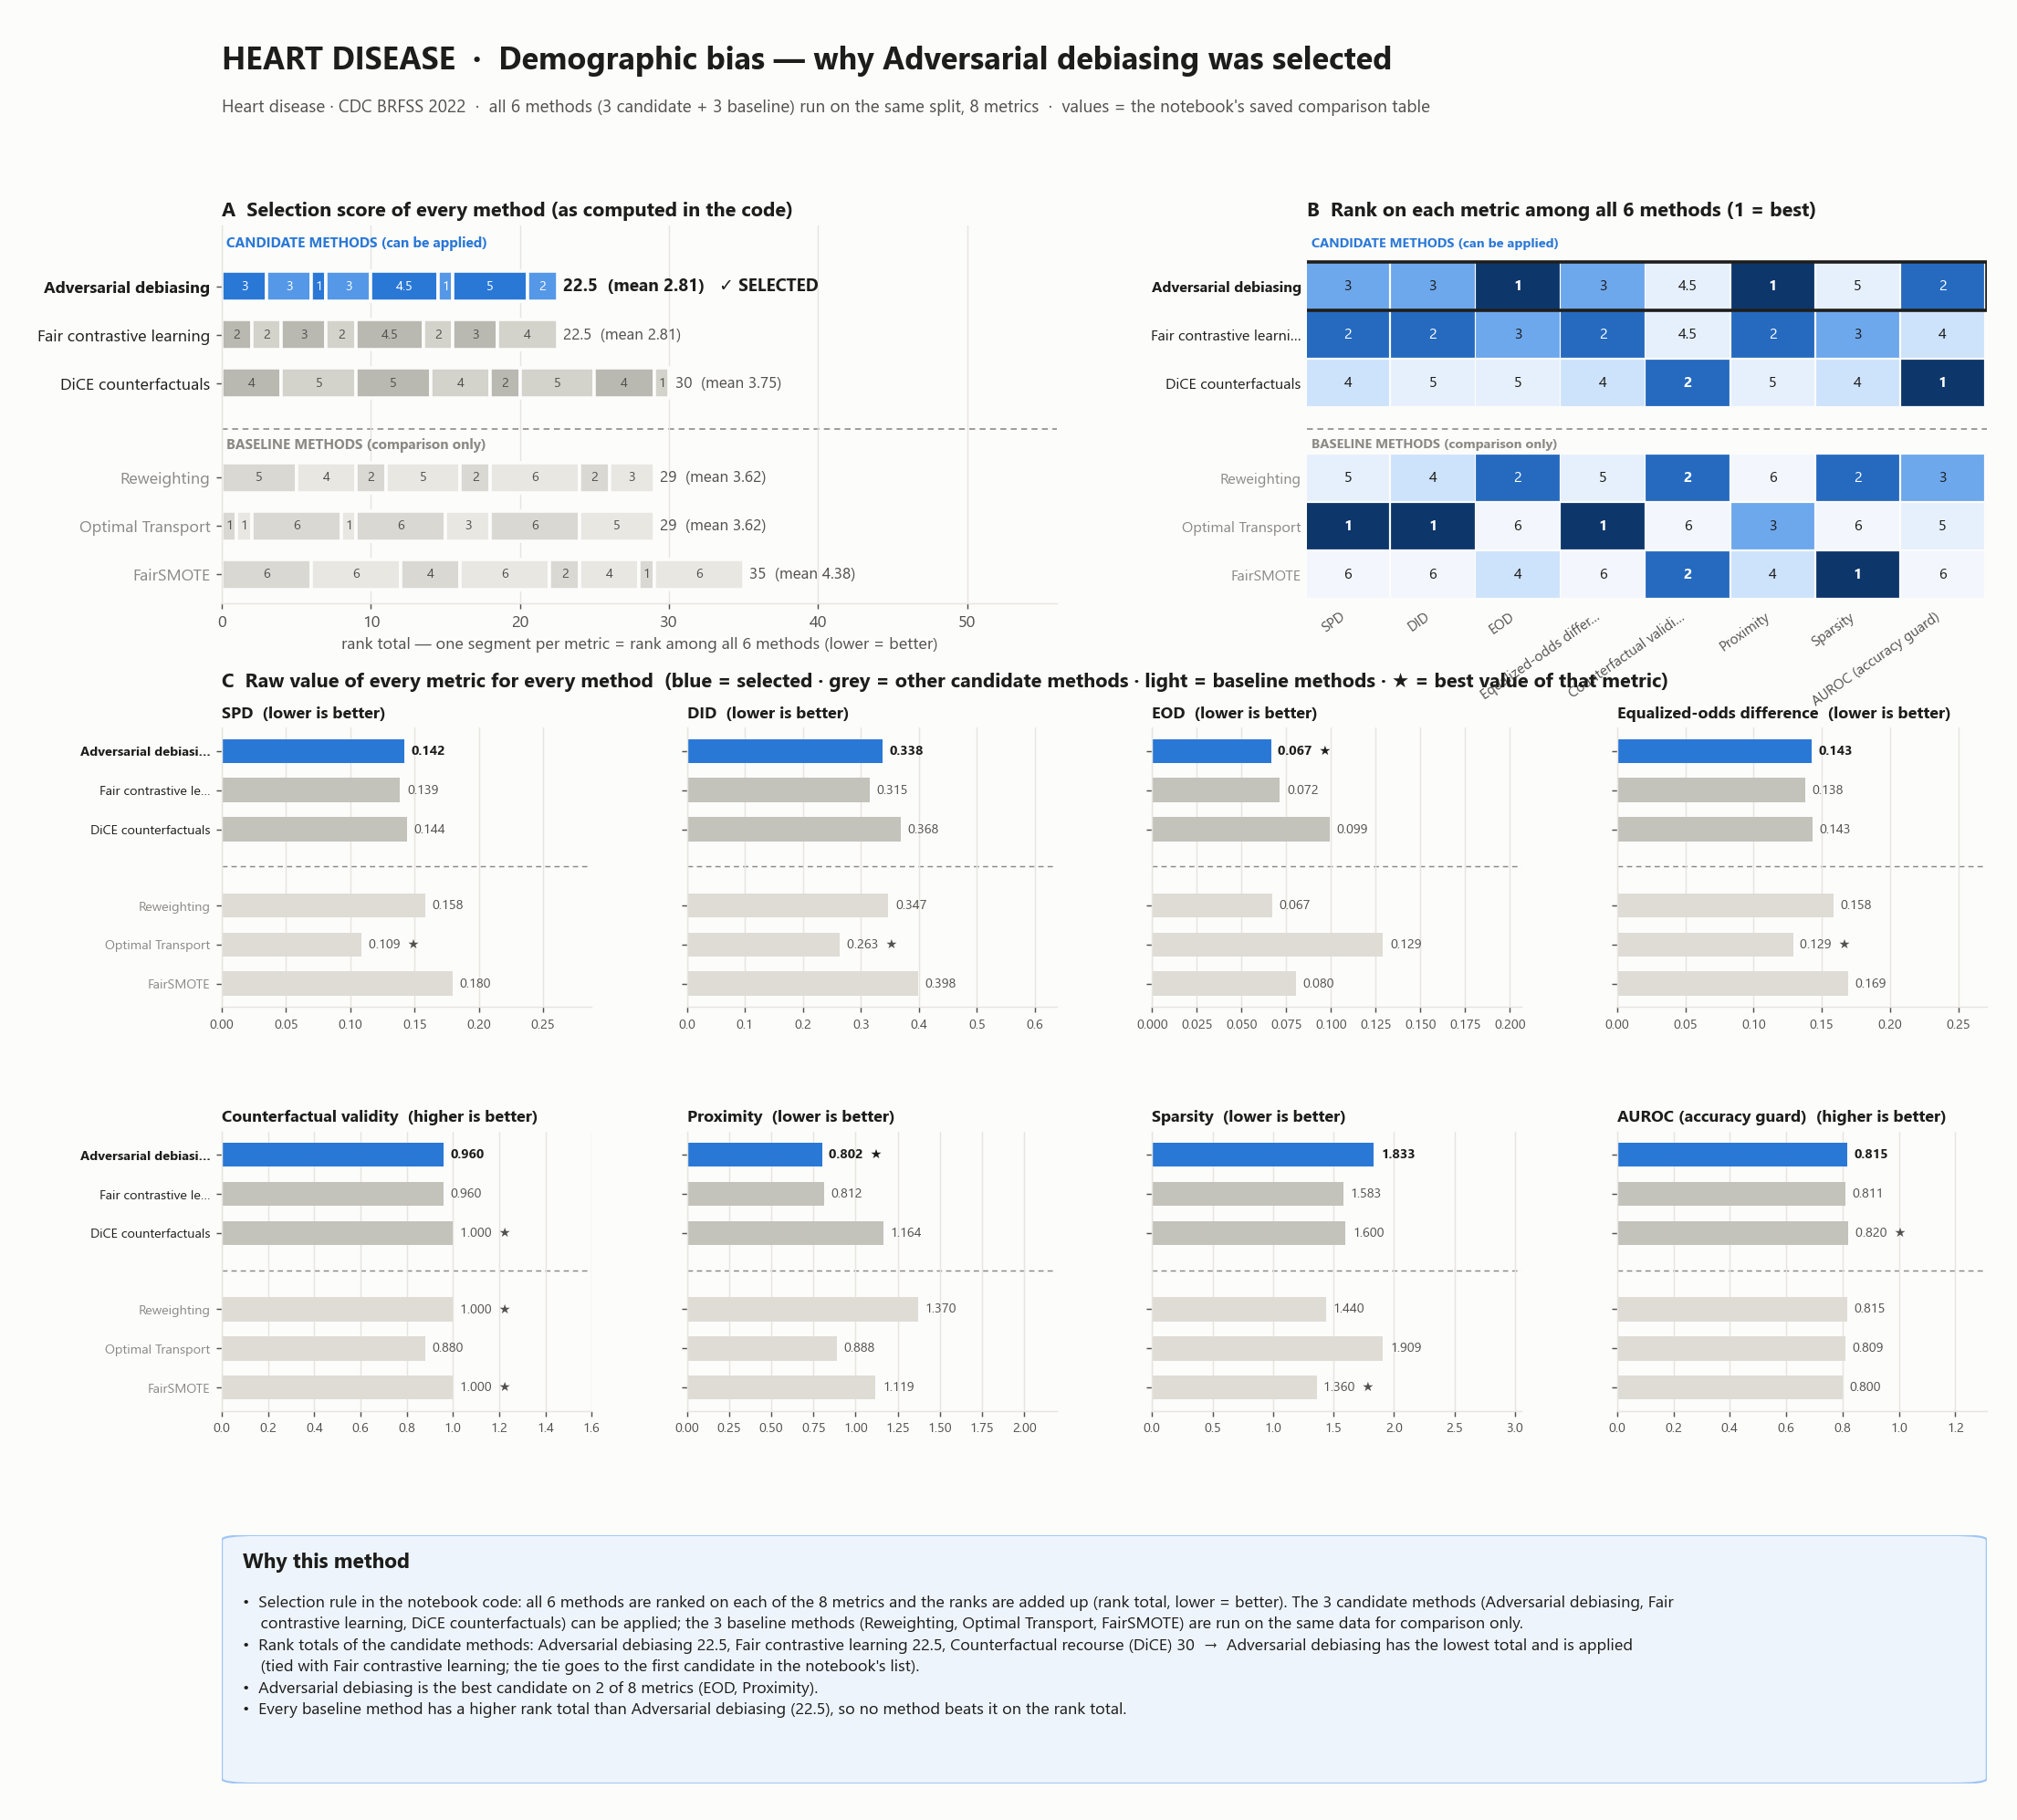 HEART DISEASE · Demographic bias — why Adversarial debiasing was selected
Heart disease · CDC BRFSS 2022 · all 6 methods (3 candidate + 3 baseline) run on the same split, 8 metrics · values = the notebook's saved comparison table
A Selection score of every method (as computed in the code)
CANDIDATE METHODS (can be applied)
Adversarial debiasing 3 3 1 3 4.5 1 5 2 22.5 (mean 2.81) ✓ SELECTED
Fair contrastive learning 2 2 3 2 4.5 2 3 4 22.5 (mean 2.81)
DiCE counterfactuals 4 5 5 4 2 5 4 1 30 (mean 3.75)
BASELINE METHODS (comparison only)
Reweighting 5 4 2 5 2 6 2 3 29 (mean 3.62)
Optimal Transport 1 1 6 1 6 3 6 5 29 (mean 3.62)
FairSMOTE 6 6 4 6 2 4 1 6 35 (mean 4.38)
0 10 20 30 40 50
rank total — one segment per metric = rank among all 6 methods (lower = better)
B Rank on each metric among all 6 methods (1 = best)
CANDIDATE METHODS (can be applied)
Adversarial debiasing 3 3 1 3 4.5 1 5 2
Fair contrastive learni... 2 2 3 2 4.5 2 3 4
DiCE counterfactuals 4 5 5 4 2 5 4 1
BASELINE METHODS (comparison only)
Reweighting 5 4 2 5 2 6 2 3
Optimal Transport 1 1 6 1 6 3 6 5
FairSMOTE 6 6 4 6 2 4 1 6
SPD
DID
EOD
Equalized-odds differ...
Counterfactual validi...
Proximity
Sparsity
AUROC (accuracy guard)
C Raw value of every metric for every method (blue = selected · grey = other candidate methods · light = baseline methods · ★ = best value of that metric)
SPD (lower is better)
Adversarial debiasi... 0.142
Fair contrastive le... 0.139
DiCE counterfactuals 0.144
Reweighting 0.158
Optimal Transport 0.109 ★
FairSMOTE 0.180
0.00 0.05 0.10 0.15 0.20 0.25
DID (lower is better)
0.338
0.315
0.368
0.347
0.263 ★
0.398
0.0 0.1 0.2 0.3 0.4 0.5 0.6
EOD (lower is better)
0.067 ★
0.072
0.099
0.067
0.129
0.080
0.000 0.025 0.050 0.075 0.100 0.125 0.150 0.175 0.200
Equalized-odds difference (lower is better)
0.143
0.138
0.143
0.158
0.129 ★
0.169
0.00 0.05 0.10 0.15 0.20 0.25
Counterfactual validity (higher is better)
Adversarial debiasi... 0.960
Fair contrastive le... 0.960
DiCE counterfactuals 1.000 ★
Reweighting 1.000 ★
Optimal Transport 0.880
FairSMOTE 1.000 ★
0.0 0.2 0.4 0.6 0.8 1.0 1.2 1.4 1.6
Proximity (lower is better)
0.802 ★
0.812
1.164
1.370
0.888
1.119
0.00 0.25 0.50 0.75 1.00 1.25 1.50 1.75 2.00
Sparsity (lower is better)
1.833
1.583
1.600
1.440
1.909
1.360 ★
0.0 0.5 1.0 1.5 2.0 2.5 3.0
AUROC (accuracy guard) (higher is better)
0.815
0.811
0.820 ★
0.815
0.809
0.800
0.0 0.2 0.4 0.6 0.8 1.0 1.2
Why this method
• Selection rule in the notebook code: all 6 methods are ranked on each of the 8 metrics and the ranks are added up (rank total, lower = better). The 3 candidate methods (Adversarial debiasing, Fair
contrastive learning, DiCE counterfactuals) can be applied; the 3 baseline methods (Reweighting, Optimal Transport, FairSMOTE) are run on the same data for comparison only.
• Rank totals of the candidate methods: Adversarial debiasing 22.5, Fair contrastive learning 22.5, Counterfactual recourse (DiCE) 30 → Adversarial debiasing has the lowest total and is applied
(tied with Fair contrastive learning; the tie goes to the first candidate in the notebook's list).
• Adversarial debiasing is the best candidate on 2 of 8 metrics (EOD, Proximity).
• Every baseline method has a higher rank total than Adversarial debiasing (22.5), so no method beats it on the rank total.